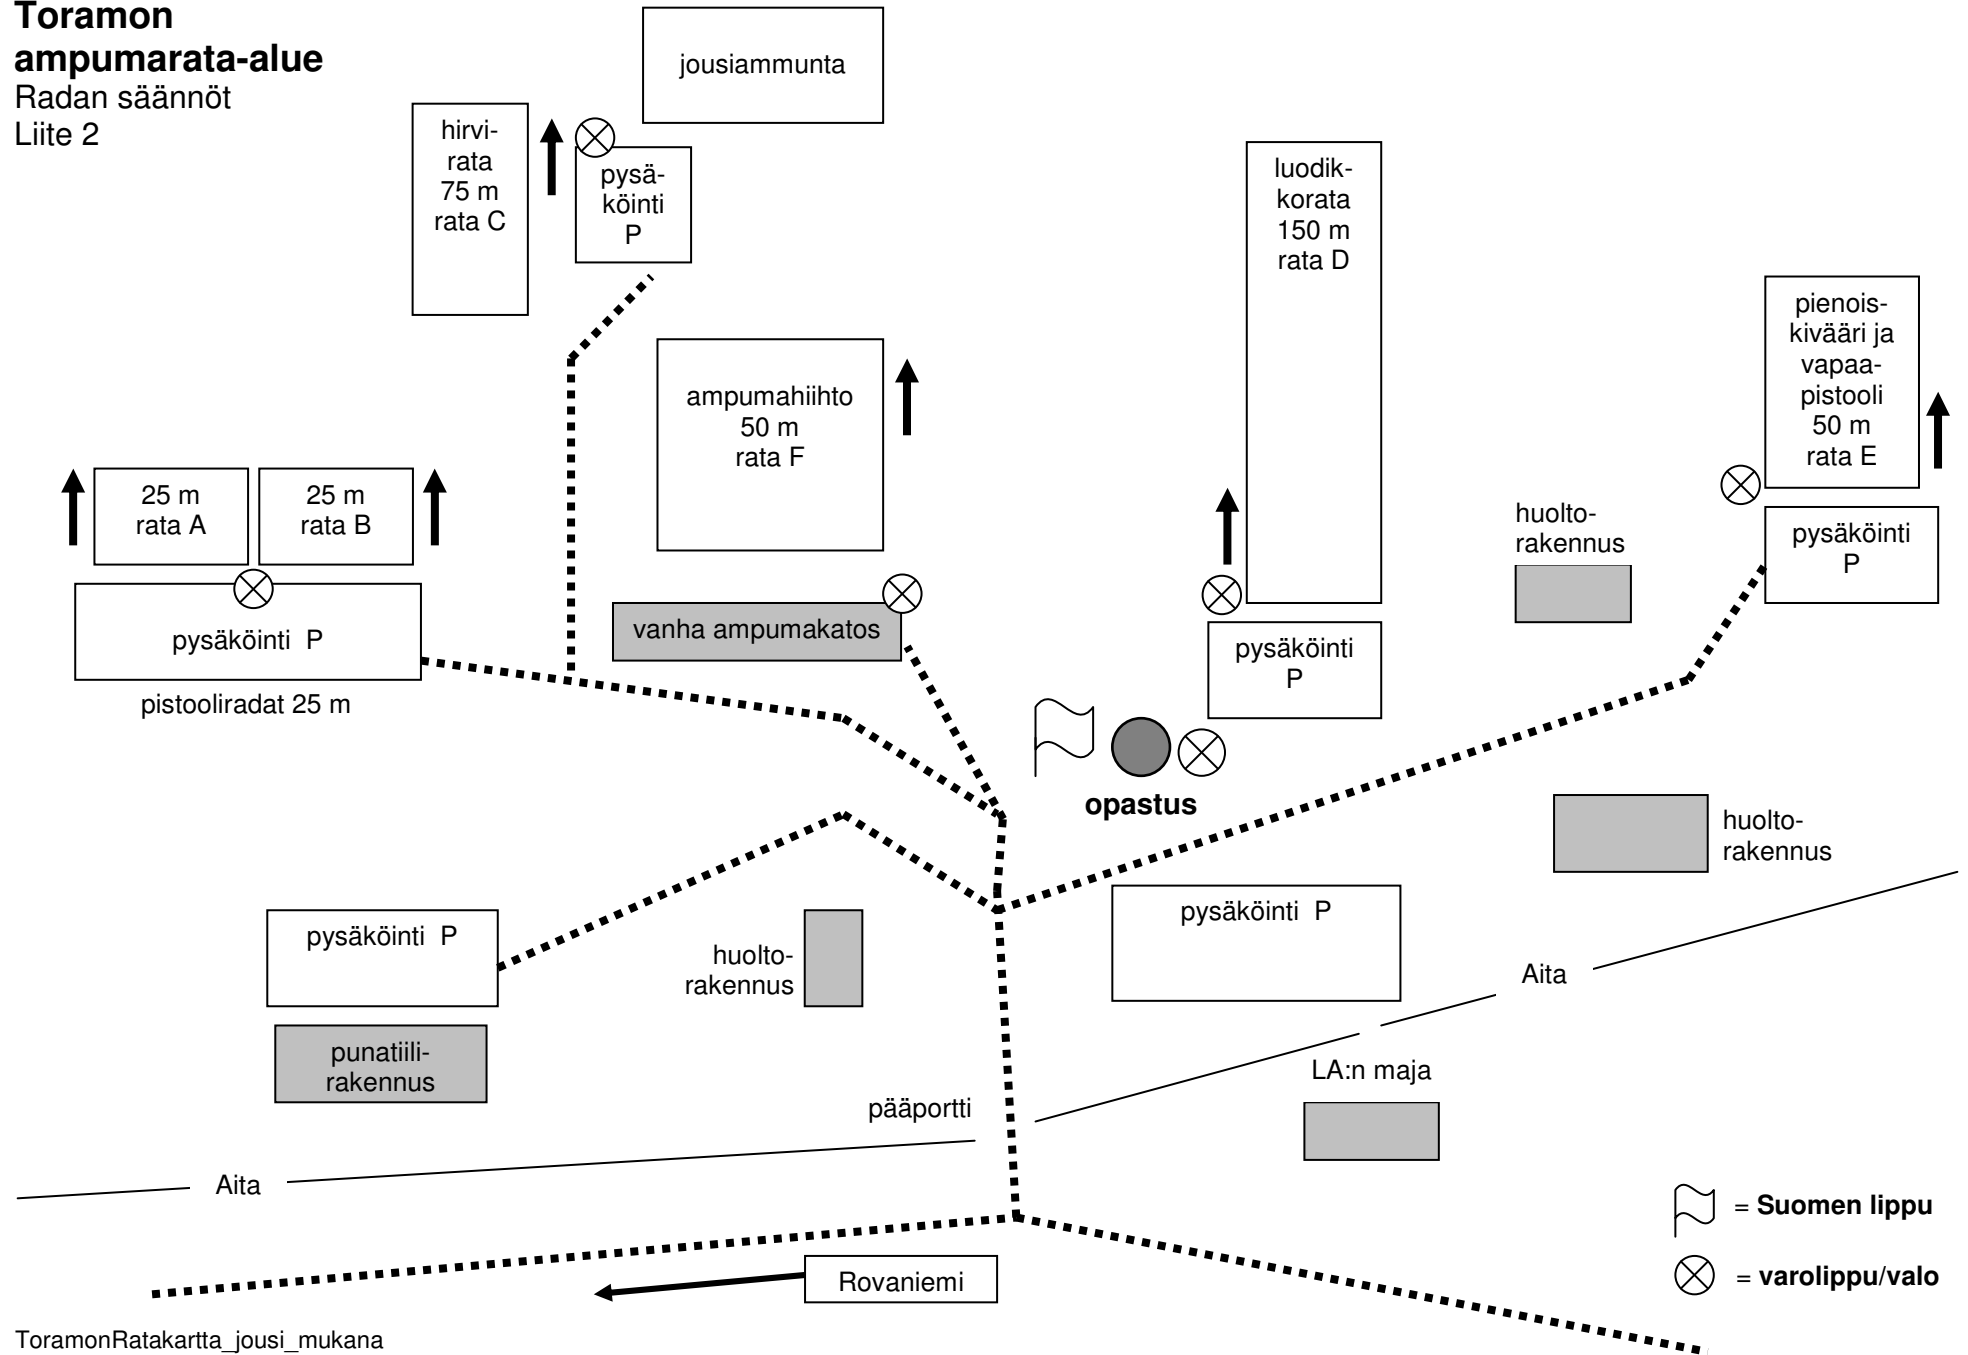 Toramon
ampumarata-alue
Radan säännöt
Liite 2
jousiammunta
hirvi-
rata
75 m
rata C
pysä-
köinti
P
luodik-
korata
150 m
rata D
pienois-
kivääri ja
vapaa-
pistooli
50 m
rata E
ampumahiihto
50 m
rata F
25 m
rata A
25 m
rata B
huolto-
rakennus
pysäköinti
P
pysäköinti P
vanha ampumakatos
pysäköinti
P
pistooliradat 25 m
opastus
huolto-
rakennus
pysäköinti P
pysäköinti P
huolto-
rakennus
Aita
punatiili-
rakennus
LA:n maja
pääportti
Aita
= Suomen lippu
Rovaniemi
= varolippu/valo
ToramonRatakartta_jousi_mukana